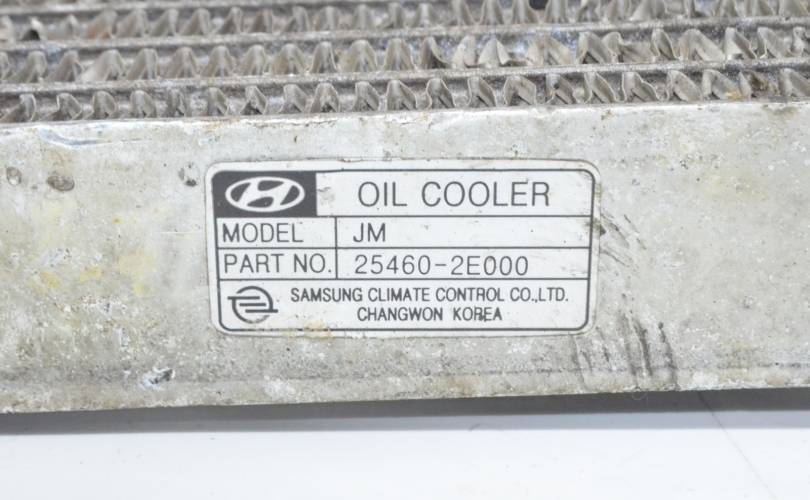 OIL COOLER
MODEL JM
PART NO. 25460-2E000
SAMSUNG CLIMATE CONTROL CO.,LTD.
CHANGWON KOREA